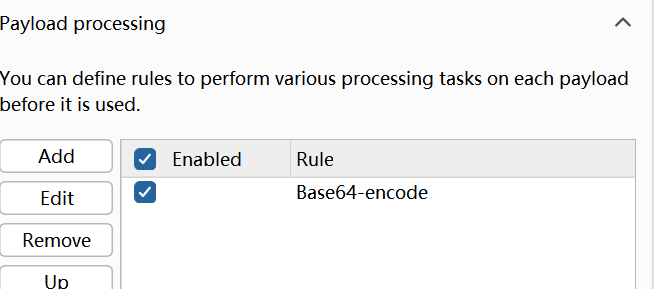 Payload processing
You can define rules to perform various processing tasks on each payload
before it is used.
Add
Enabled Rule
Edit
Base64-encode
Remove
Up